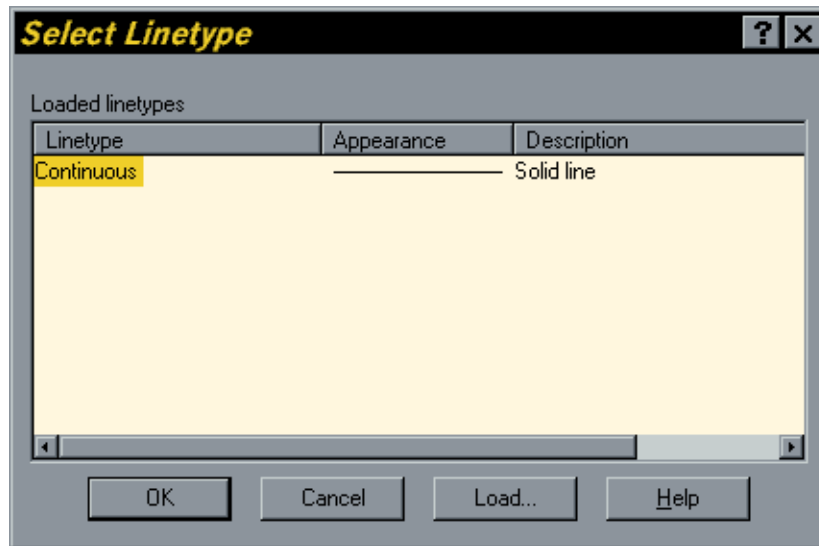 Select Linetype
Loaded linetypes
Linetype Appearance Description
Continuous Solid line
OK Cancel Load... Help